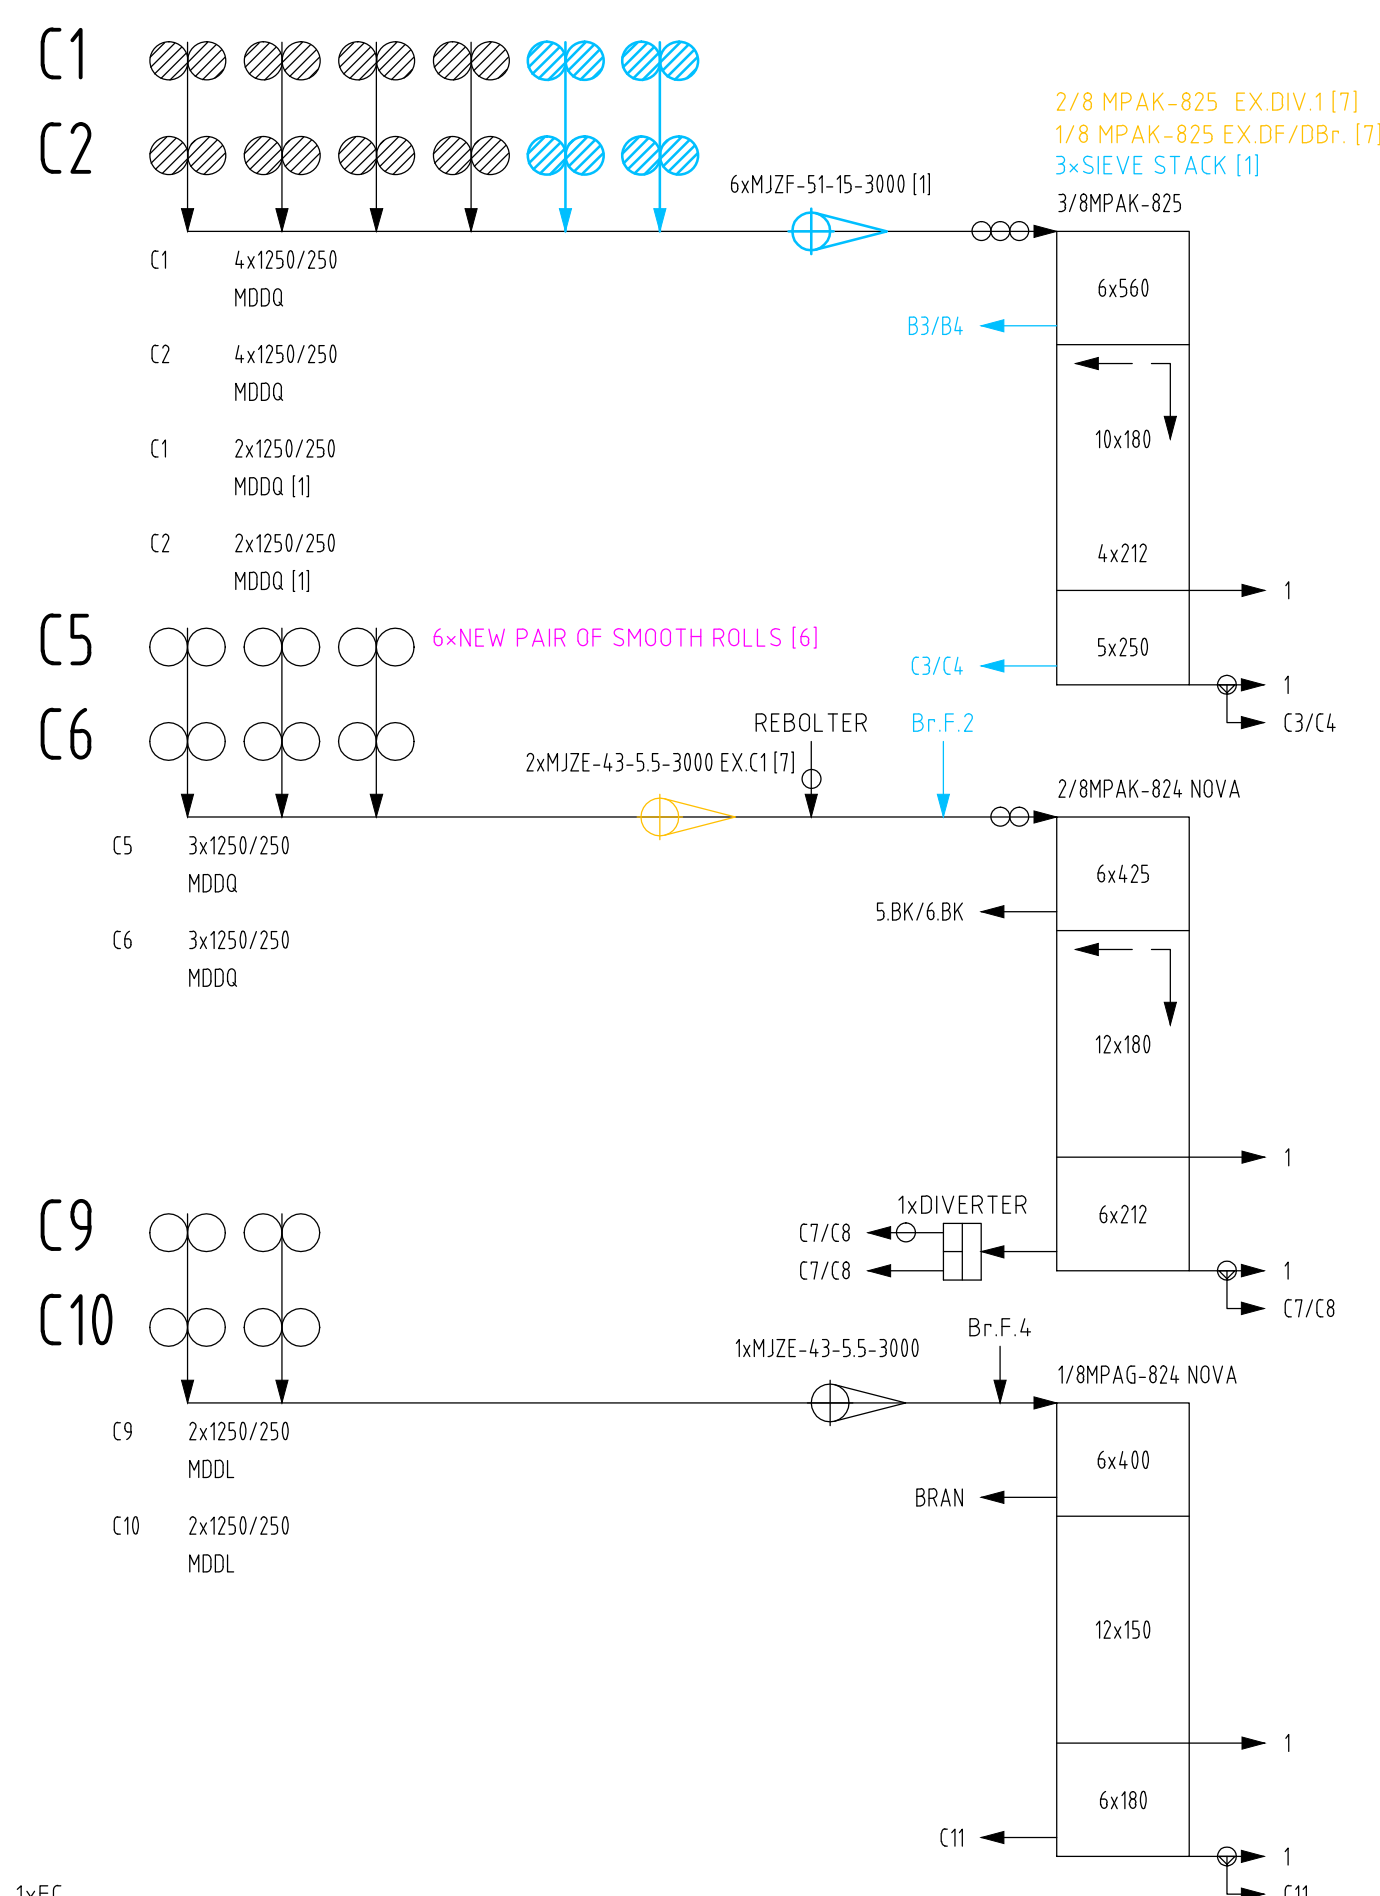 C1
C2
2/8 MPAK-825 EX.DIV.1 [7]
1/8 MPAK-825 EX.DF/DBr. [7]
3×SIEVE STACK [1]
6xMJZF-51-15-3000 [1]
3/8MPAK-825
C1 4x1250/250
MDDQ
6x560
B3/B4
C2 4x1250/250
MDDQ
10x180
C1 2x1250/250
MDDQ [1]
C2 2x1250/250
MDDQ [1]
4x212
1
5x250
C3/C4
1
C3/C4
C5
C6
6×NEW PAIR OF SMOOTH ROLLS [6]
REBOLTER
Br.F.2
2xMJZE-43-5.5-3000 EX.C1 [7]
2/8MPAK-824 NOVA
C5 3x1250/250
MDDQ
6x425
5.BK/6.BK
C6 3x1250/250
MDDQ
12x180
1
6x212
1xDIVERTER
C7/C8
C7/C8
1
C7/C8
C9
C10
Br.F.4
1xMJZE-43-5.5-3000
1/8MPAG-824 NOVA
C9 2x1250/250
MDDL
6x400
BRAN
C10 2x1250/250
MDDL
12x150
1
6x180
C11
1
C11
1xEC